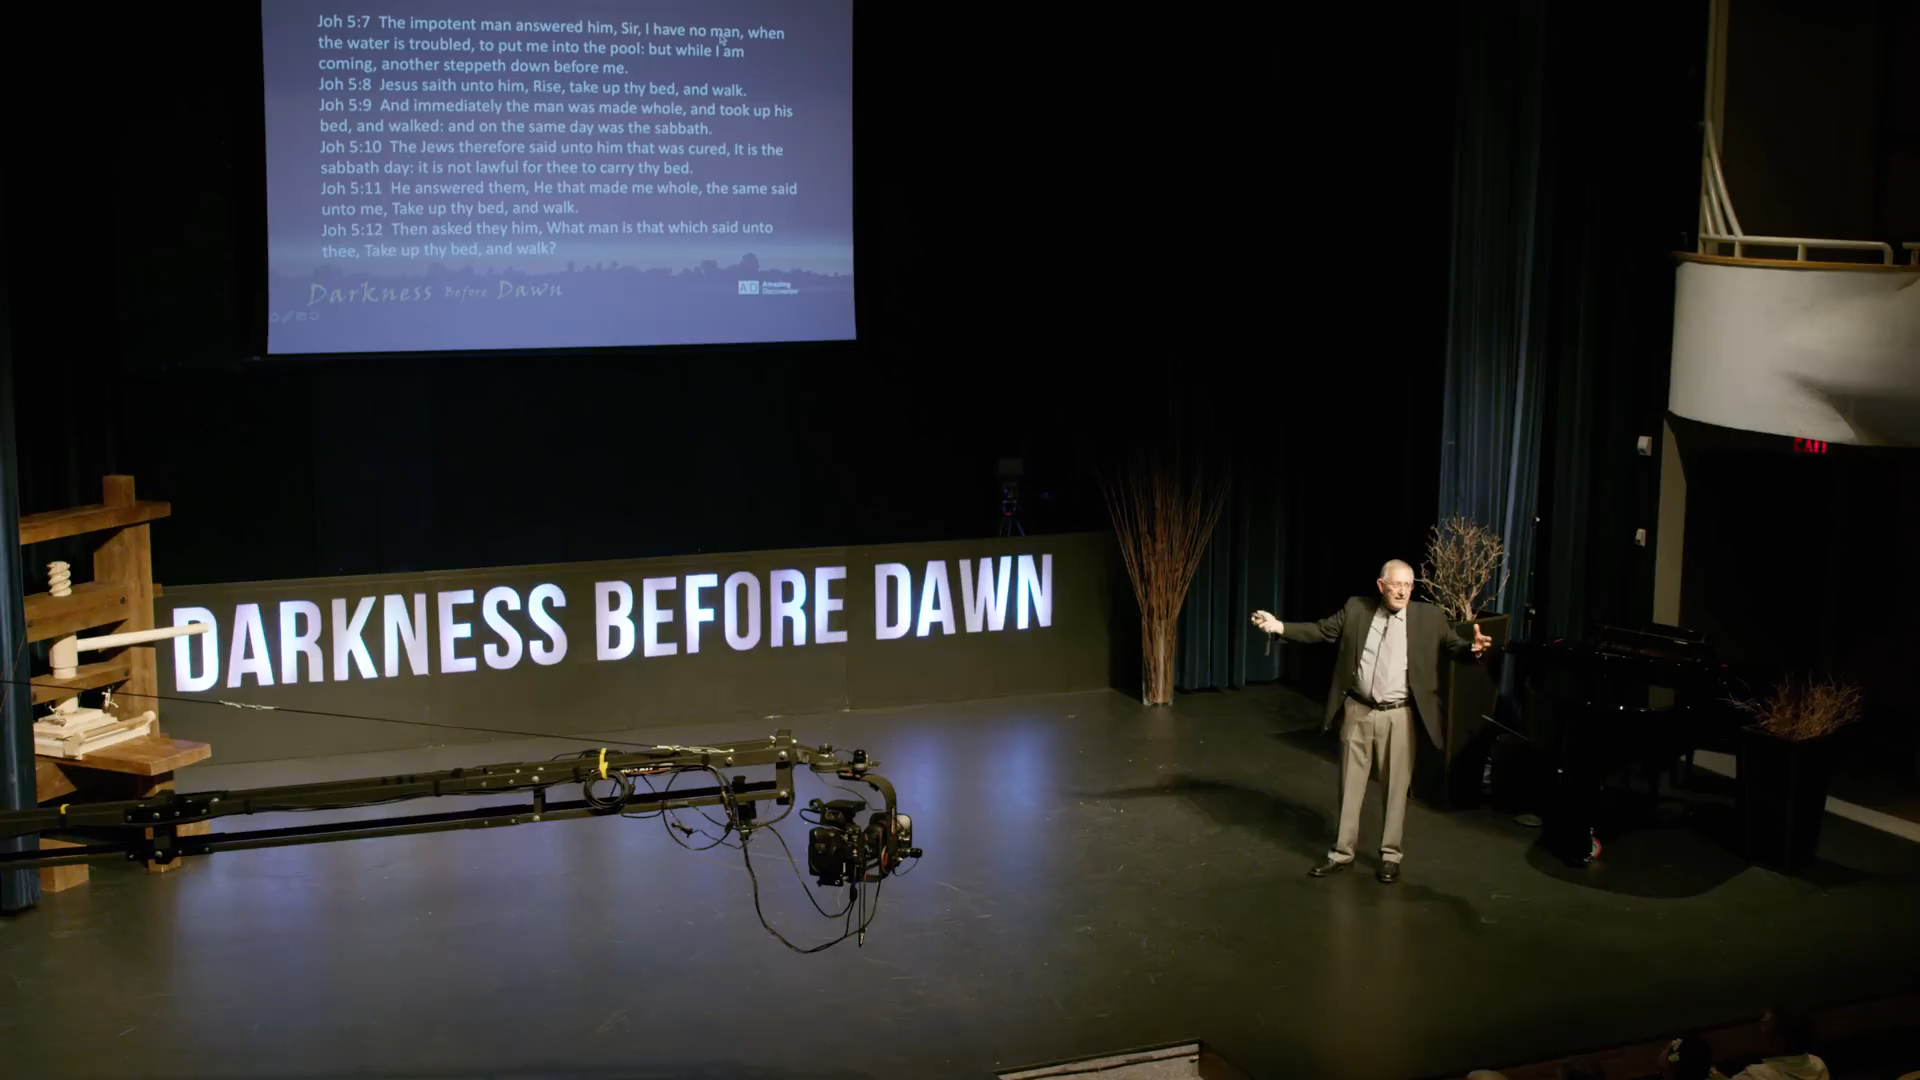 Joh 5:7 The impotent man answered him, Sir, I have no man, when
the water is troubled, to put me into the pool: but while I am
coming, another steppeth down before me.
Joh 5:8 Jesus saith unto him, Rise, take up thy bed, and walk.
Joh 5:9 And immediately the man was made whole, and took up his
bed, and walked: and on the same day was the sabbath.
Joh 5:10 The Jews therefore said unto him that was cured, It is the
sabbath day: it is not lawful for thee to carry thy bed.
Joh 5:11 He answered them, He that made me whole, the same said
unto me, Take up thy bed, and walk.
Joh 5:12 Then asked they him, What man is that which said unto
thee, Take up thy bed, and walk?
Darkness Before Dawn
AD Amazing
Discoveries
EXIT
DARKNESS BEFORE DAWN